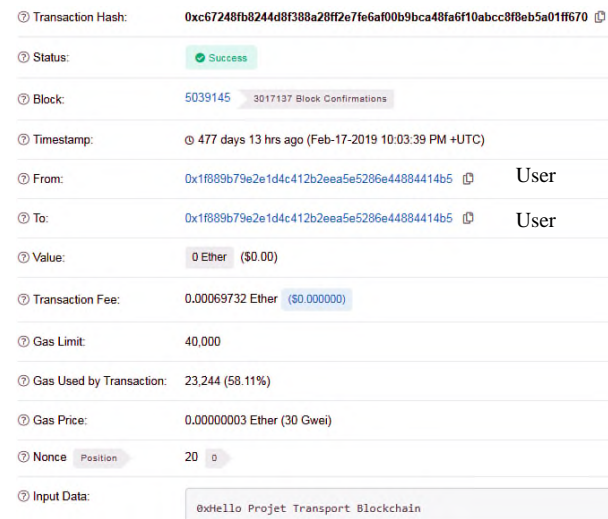 Transaction Hash: 0xc67248fb8244d8f388a28ff2e7fe6af00b9bca48fa6f10abcc8f8eb5a01ff670
Status: Success
Block: 5039145 3017137 Block Confirmations
Timestamp: 477 days 13 hrs ago (Feb-17-2019 10:03:39 PM +UTC)
From: 0x1f889b79e2e1d4c412b2eea5e5286e44884414b5 User
To: 0x1f889b79e2e1d4c412b2eea5e5286e44884414b5 User
Value: 0 Ether ($0.00)
Transaction Fee: 0.00069732 Ether ($0.000000)
Gas Limit: 40,000
Gas Used by Transaction: 23,244 (58.11%)
Gas Price: 0.00000003 Ether (30 Gwei)
Nonce Position 20 0
Input Data: 0xHello Projet Transport Blockchain